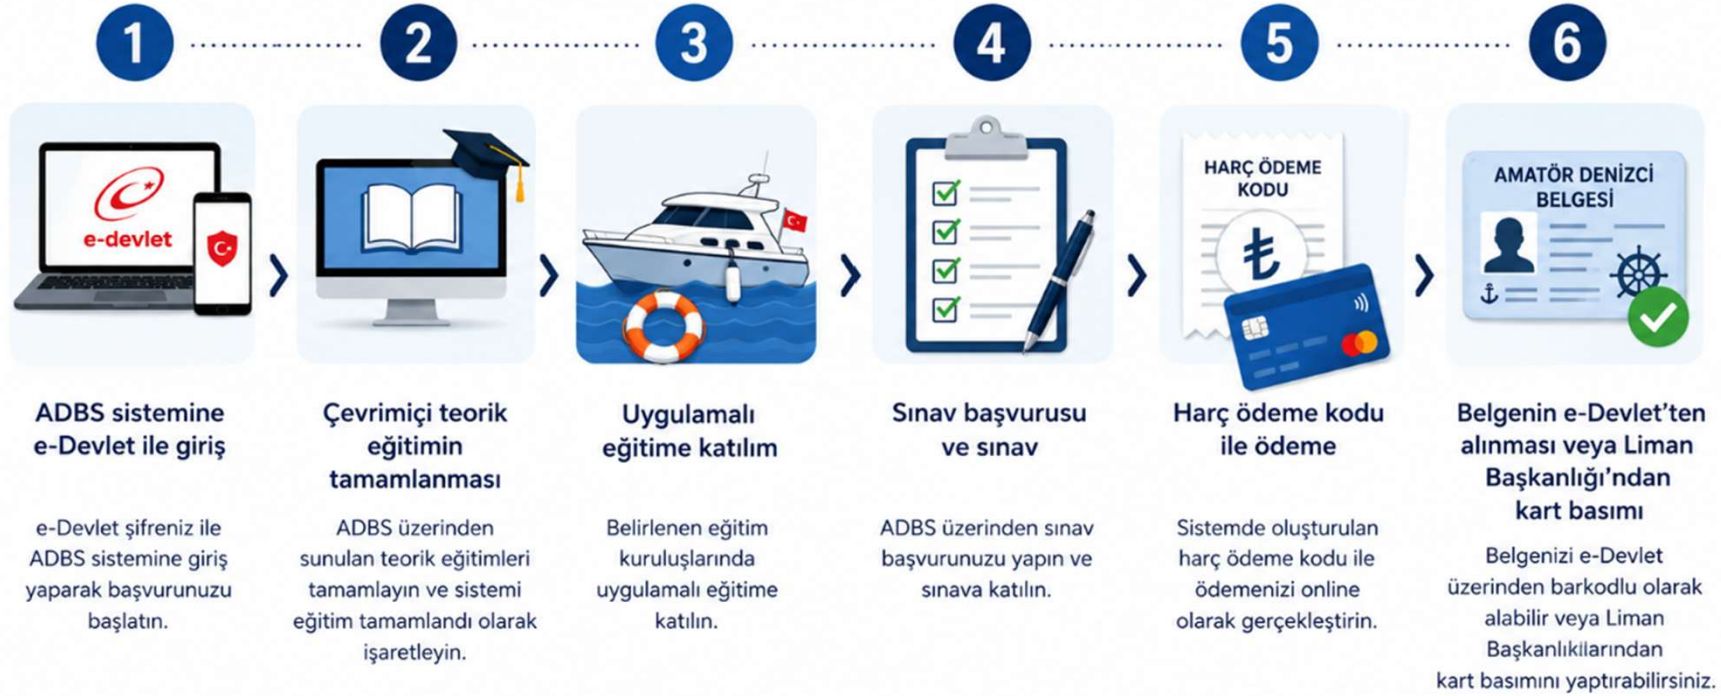 1
2
3
4
5
6
e-devlet
HARÇ ÖDEME
KODU
₺
AMATÖR DENİZCİ
BELGESİ
ADBS sistemine
e-Devlet ile giriş
e-Devlet şifreniz ile
ADBS sistemine giriş
yaparak başvurunuzu
başlatın.
Çevrimiçi teorik
eğitimin
tamamlanması
ADBS üzerinden
sunulan teorik eğitimleri
tamamlayın ve sistemi
eğitim tamamlandı olarak
işaretleyin.
Uygulamalı
eğitime katılım
Belirlenen eğitim
kuruluşlarında
uygulamalı eğitime
katılın.
Sınav başvurusu
ve sınav
ADBS üzerinden sınav
başvurunuzu yapın ve
sınava katılın.
Harç ödeme kodu
ile ödeme
Sistemde oluşturulan
harç ödeme kodu ile
ödemenizi online
olarak gerçekleştirin.
Belgenin e-Devlet'ten
alınması veya Liman
Başkanlığı'ndan
kart basımı
Belgenizi e-Devlet
üzerinden barkodlu olarak
alabilir veya Liman
Başkanlıkilarından
kart basımını yaptırabilirsiniz.